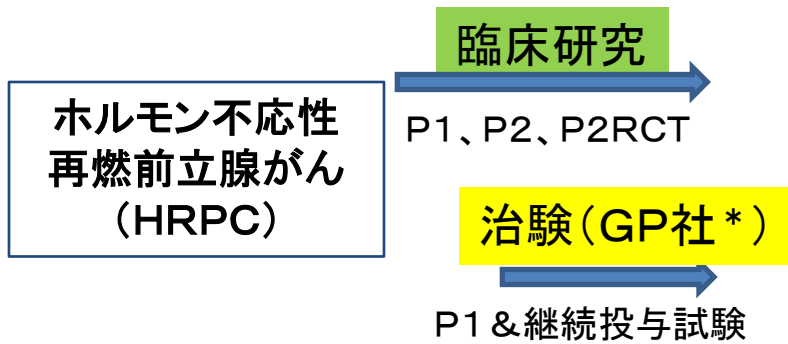 臨床研究
ホルモン不応性
再燃前立腺がん
（HRPC）
P1、P2、P2RCT
治験（GP社*）
P1＆継続投与試験